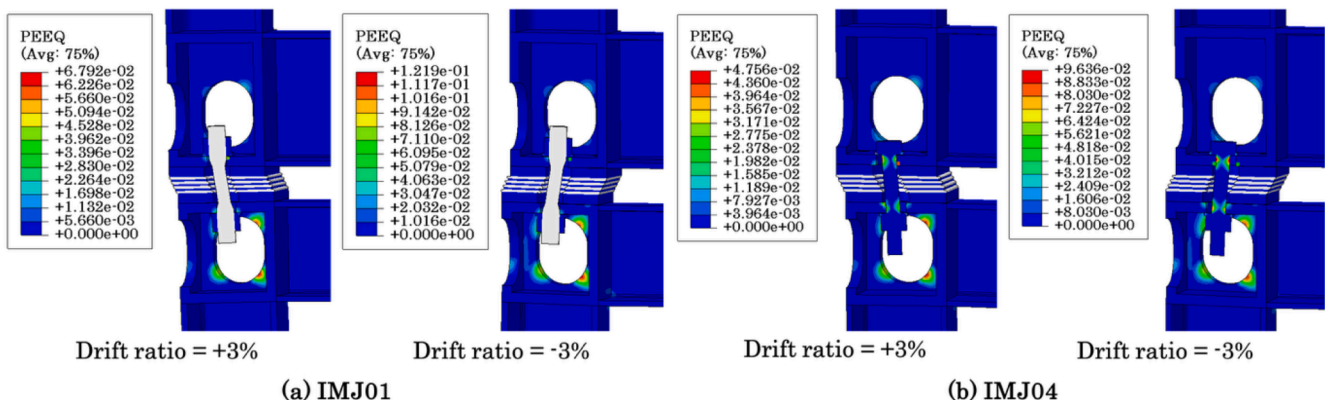 PEEQ
(Avg: 75%)
+6.792e-02
+6.226e-02
+5.660e-02
+5.094e-02
+4.528e-02
+3.962e-02
+3.396e-02
+2.830e-02
+2.264e-02
+1.698e-02
+1.132e-02
+5.660e-03
+0.000e+00
PEEQ
(Avg: 75%)
+1.219e-01
+1.117e-01
+1.016e-01
+9.142e-02
+8.126e-02
+7.110e-02
+6.095e-02
+5.079e-02
+4.063e-02
+3.047e-02
+2.032e-02
+1.016e-02
+0.000e+00
PEEQ
(Avg: 75%)
+4.756e-02
+4.360e-02
+3.964e-02
+3.567e-02
+3.171e-02
+2.775e-02
+2.378e-02
+1.982e-02
+1.585e-02
+1.189e-02
+7.927e-03
+3.964e-03
+0.000e+00
PEEQ
(Avg: 75%)
+9.636e-02
+8.833e-02
+8.030e-02
+7.227e-02
+6.424e-02
+5.621e-02
+4.818e-02
+4.015e-02
+3.212e-02
+2.409e-02
+1.606e-02
+8.030e-03
+0.000e+00
Drift ratio = +3%
Drift ratio = -3%
Drift ratio = +3%
Drift ratio = -3%
(a) IMJ01
(b) IMJ04